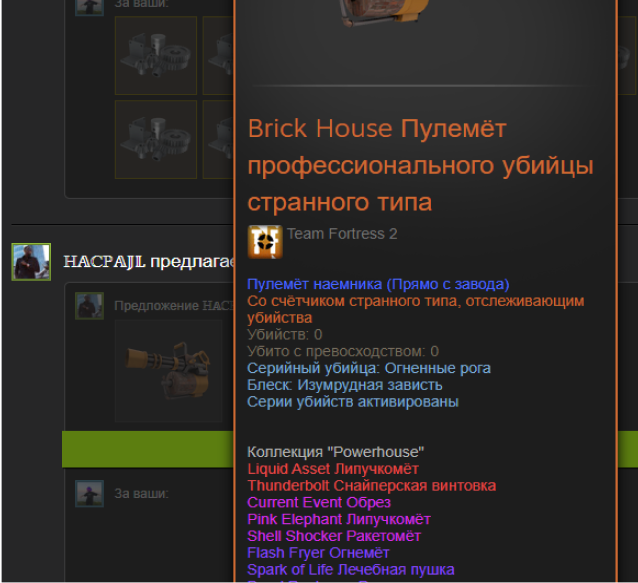 За ваши:
Brick House Пулемёт
профессионального убийцы
странного типа
Team Fortress 2
HACPAJL предлагае
Пулемёт наемника (Прямо с завода)
Со счётчиком странного типа, отслеживающим
убийства
Предложение НАС
Убийств: 0
Убито с превосходством: 0
Серийный убийца: Огненные рога
Блеск: Изумрудная зависть
Серии убийств активированы
Коллекция "Powerhouse"
Liquid Asset Липучкомёт
Thunderbolt Снайперская винтовка
За ваши:
Current Event Обрез
Pink Elephant Липучкомёт
Shell Shocker Ракетомёт
Flash Fryer Огнемёт
Spark of Life Лечебная пушка